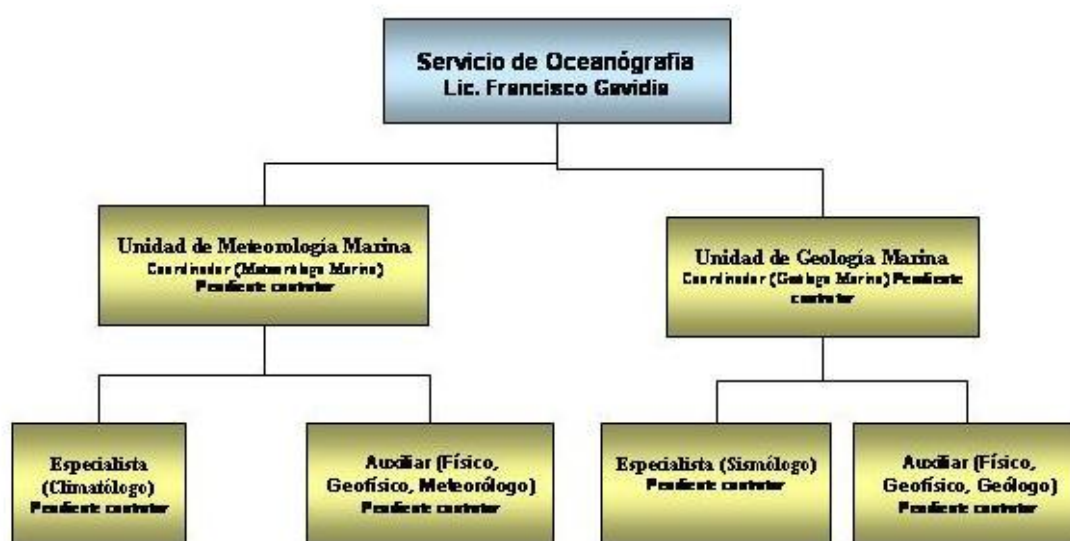 Servicio de Oceanógrafia
Lic. Francisco Gavidia
Unidad de Meteorología Marina
Coordinador (Meteorólogo Marino)
Pendiente contratar
Unidad de Geología Marina
Coordinador (Geólogo Marino) Pendiente
contratar
Especialista
(Climatólogo)
Pendiente contratar
Auxiliar (Físico,
Geofísico, Meteorólogo)
Pendiente contratar
Especialista (Sismólogo)
Pendiente contratar
Auxiliar (Físico,
Geofísico, Geólogo)
Pendiente contratar